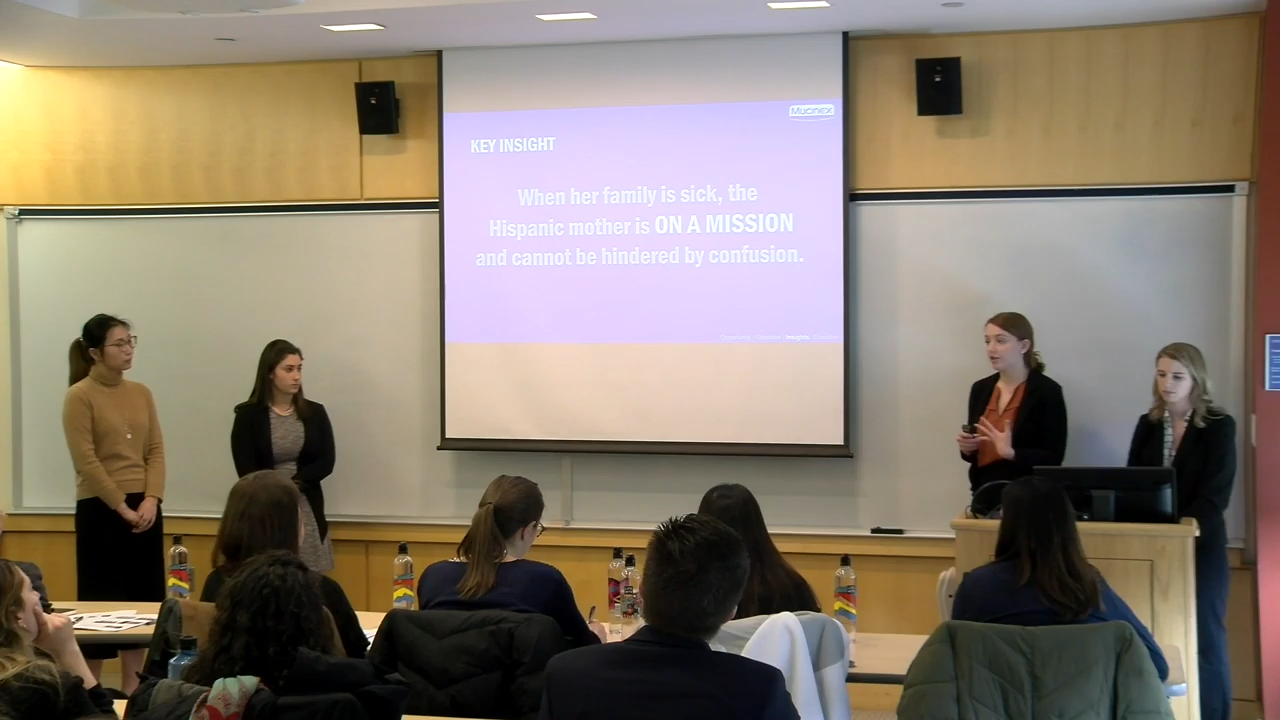 Mucinex
KEY INSIGHT
When her family is sick, the
Hispanic mother is ON A MISSION
and cannot be hindered by confusion.
Insights